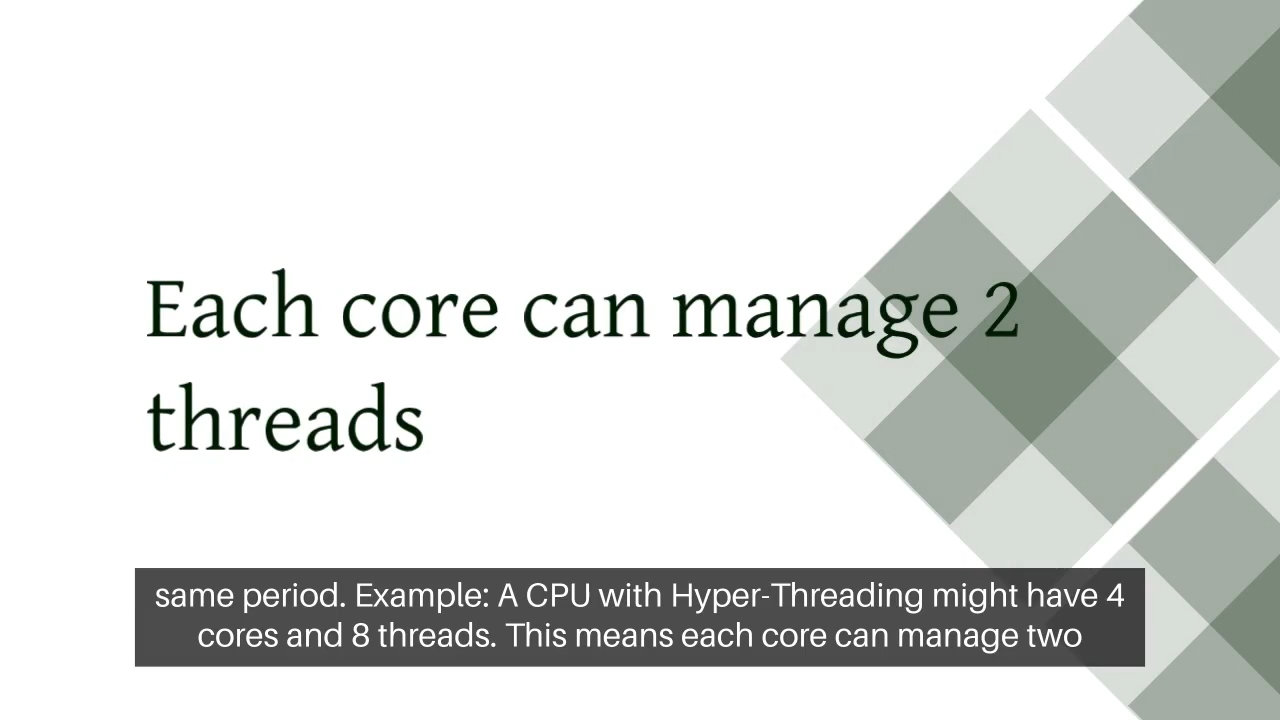 Each core can manage 2
threads
same period. Example: A CPU with Hyper-Threading might have 4
cores and 8 threads. This means each core can manage two